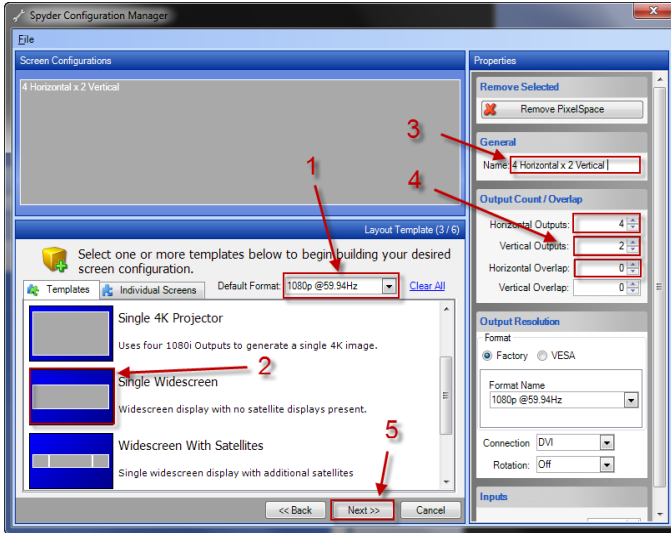 Spyder Configuration Manager
File
Screen Configurations
4 Horizontal x 2 Vertical
Layout Template (3 / 6)
Select one or more templates below to begin building your desired
screen configuration.
Templates
Individual Screens
Default Format:
1080p @59.94Hz
Clear All
Single 4K Projector
Uses four 1080i Outputs to generate a single 4K image.
Single Widescreen
Widescreen display with no satellite displays present.
Widescreen With Satellites
Single widescreen display with additional satellites
<< Back
Next >>
Cancel
Properties
Remove Selected
Remove PixelSpace
General
Name: 4 Horizontal x 2 Vertical
Output Count / Overlap
Horizontal Outputs: 4
Vertical Outputs: 2
Horizontal Overlap: 0
Vertical Overlap: 0
Output Resolution
Format
Factory
VESA
Format Name
1080p @59.94Hz
Connection DVI
Rotation: Off
Inputs
1
2
3
4
5